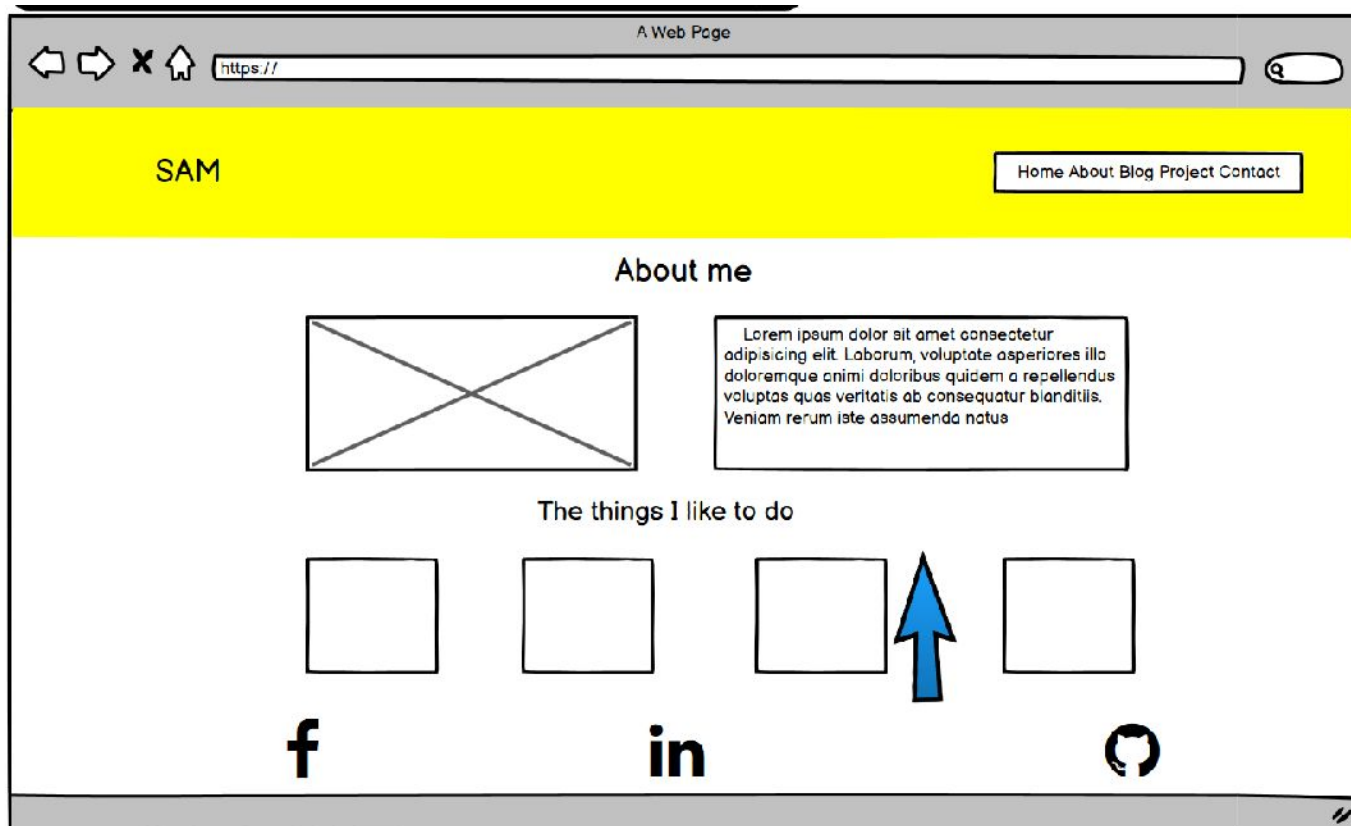 A Web Page
https://
SAM
Home About Blog Project Contact
About me
Lorem ipsum dolor sit amet consectetur
adipisicing elit. Laborum, voluptate asperiores illo
doloremque animi doloribus quidem a repellendus
voluptas quas veritatis ab consequatur blanditiis.
Veniam rerum iste assumenda natus
The things I like to do
f
in